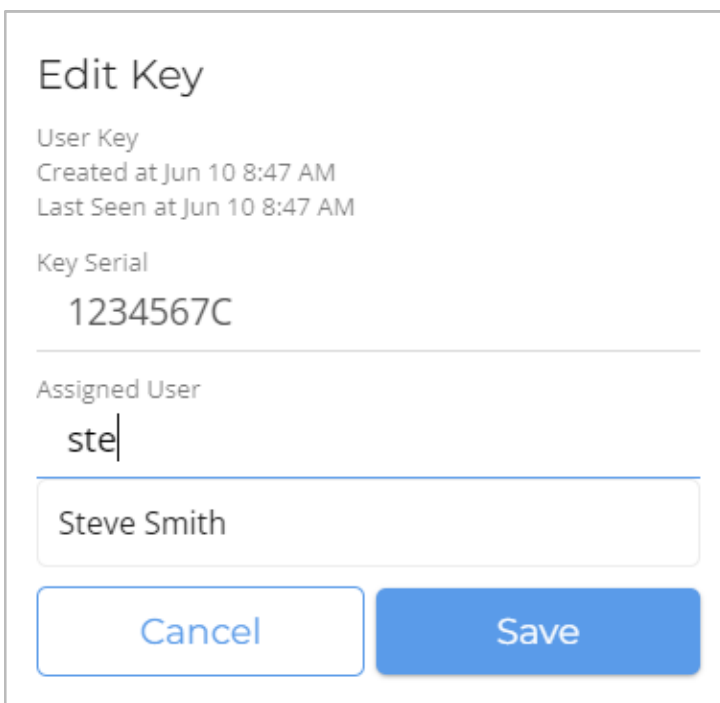 Edit Key
User Key
Created at Jun 10 8:47 AM
Last Seen at Jun 10 8:47 AM
Key Serial
1234567C
Assigned User
ste
Steve Smith
Cancel
Save